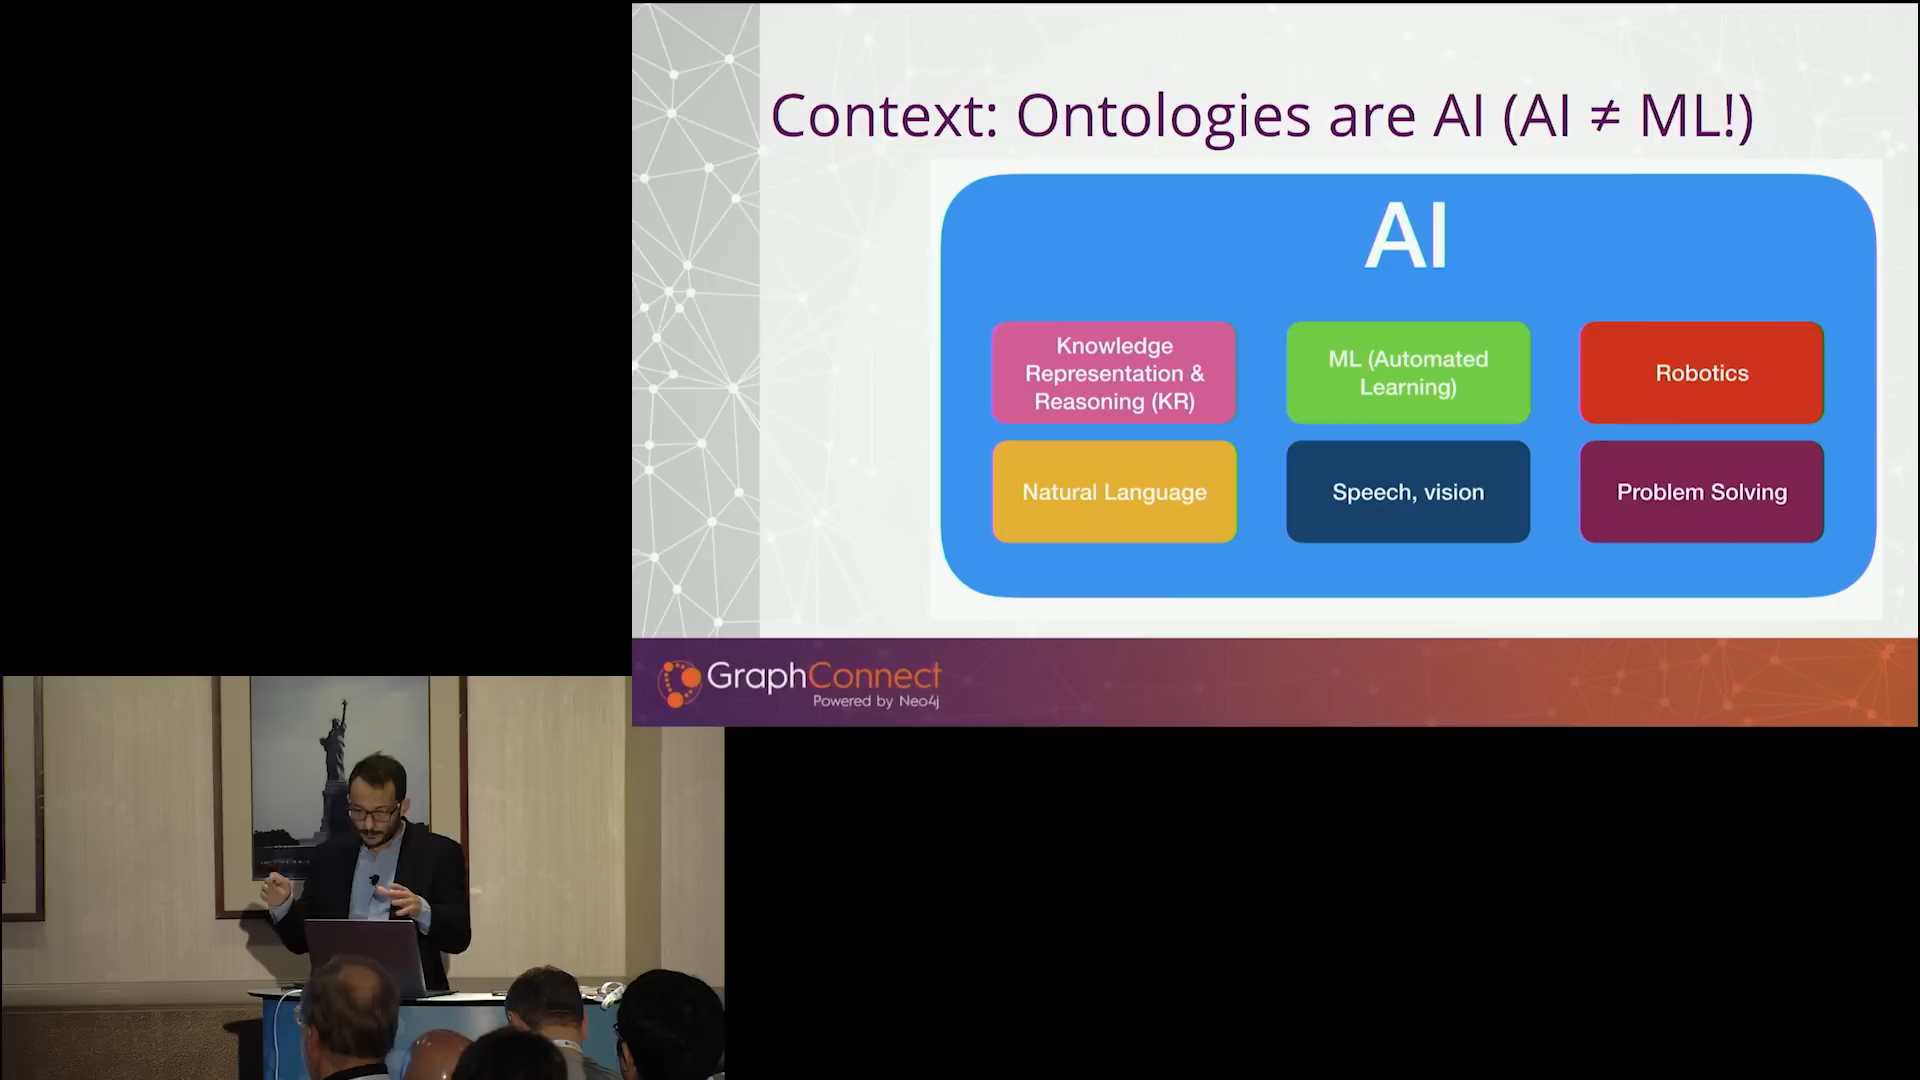 Context: Ontologies are AI (AI ≠ ML!)
AI
Knowledge
Representation &
Reasoning (KR)
ML (Automated
Learning)
Robotics
Natural Language
Speech, vision
Problem Solving
GraphConnect
Powered by Neo4j